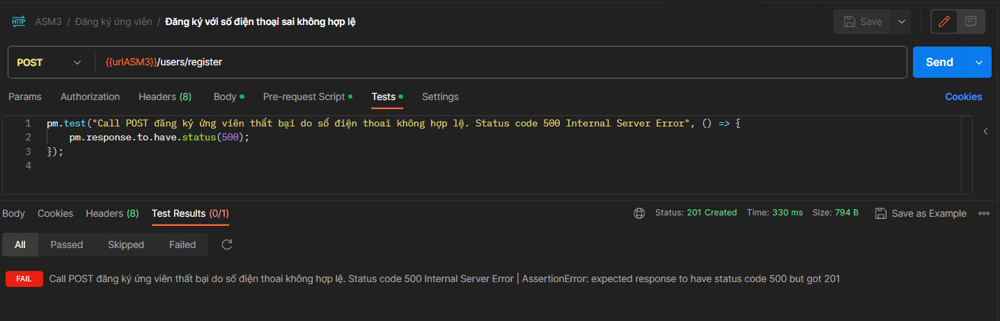 HTTP ASM3 / Đăng ký ứng viên / Đăng ký với số điện thoại sai không hợp lệ Save
POST {{urlASM3}}/users/register Send
Params Authorization Headers (8) Body Pre-request Script Tests Settings Cookies
1 pm.test("Call POST đăng ký ứng viên thất bại do số điện thoai không hợp lệ. Status code 500 Internal Server Error", () => {
2 pm.response.to.have.status(500);
3 });
4
Body Cookies Headers (8) Test Results (0/1) Status: 201 Created Time: 330 ms Size: 794 B Save as Example
All Passed Skipped Failed
FAIL Call POST đăng ký ứng viên thất bại do số điện thoai không hợp lệ. Status code 500 Internal Server Error | AssertionError: expected response to have status code 500 but got 201